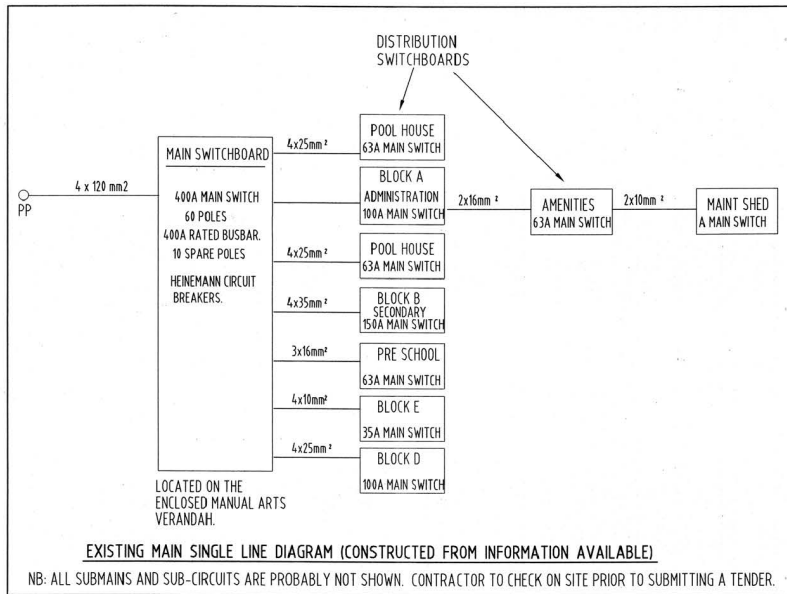 DISTRIBUTION
SWITCHBOARDS
PP
4 x 120 mm2
MAIN SWITCHBOARD
400A MAIN SWITCH
60 POLES
400A RATED BUSBAR.
10 SPARE POLES
HEINEMANN CIRCUIT
BREAKERS.
LOCATED ON THE
ENCLOSED MANUAL ARTS
VERANDAH.
4x25mm²
POOL HOUSE
63A MAIN SWITCH
BLOCK A
ADMINISTRATION
100A MAIN SWITCH
2x16mm²
AMENITIES
63A MAIN SWITCH
2x10mm²
MAINT SHED
A MAIN SWITCH
4x25mm²
POOL HOUSE
63A MAIN SWITCH
4x35mm²
BLOCK B
SECONDARY
150A MAIN SWITCH
3x16mm²
PRE SCHOOL
63A MAIN SWITCH
4x10mm²
BLOCK E
35A MAIN SWITCH
4x25mm²
BLOCK D
100A MAIN SWITCH
EXISTING MAIN SINGLE LINE DIAGRAM (CONSTRUCTED FROM INFORMATION AVAILABLE)
NB: ALL SUBMAINS AND SUB-CIRCUITS ARE PROBABLY NOT SHOWN. CONTRACTOR TO CHECK ON SITE PRIOR TO SUBMITTING A TENDER.